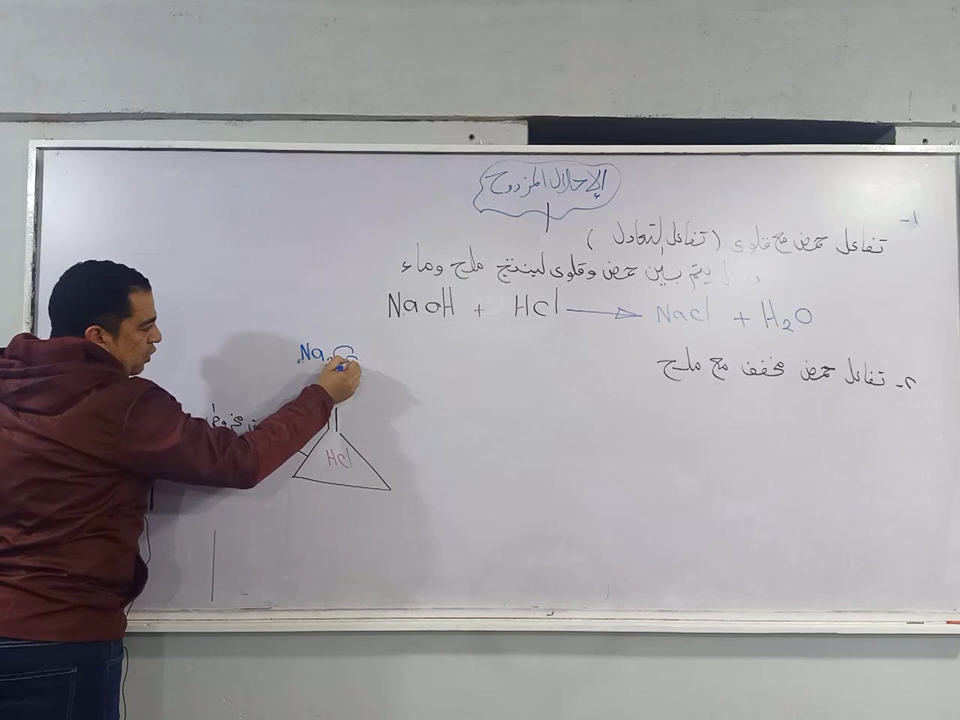 الإحلال المزدوج
١- تفاعل حمض مع قلوى (تفاعل التعادل)
يتم بين حمض وقلوى لينتج ملح وماء
NaOH + HCl → Nacl + H₂O
٢- تفاعل حمض مخفف مع ملح
Na₂C
HCl